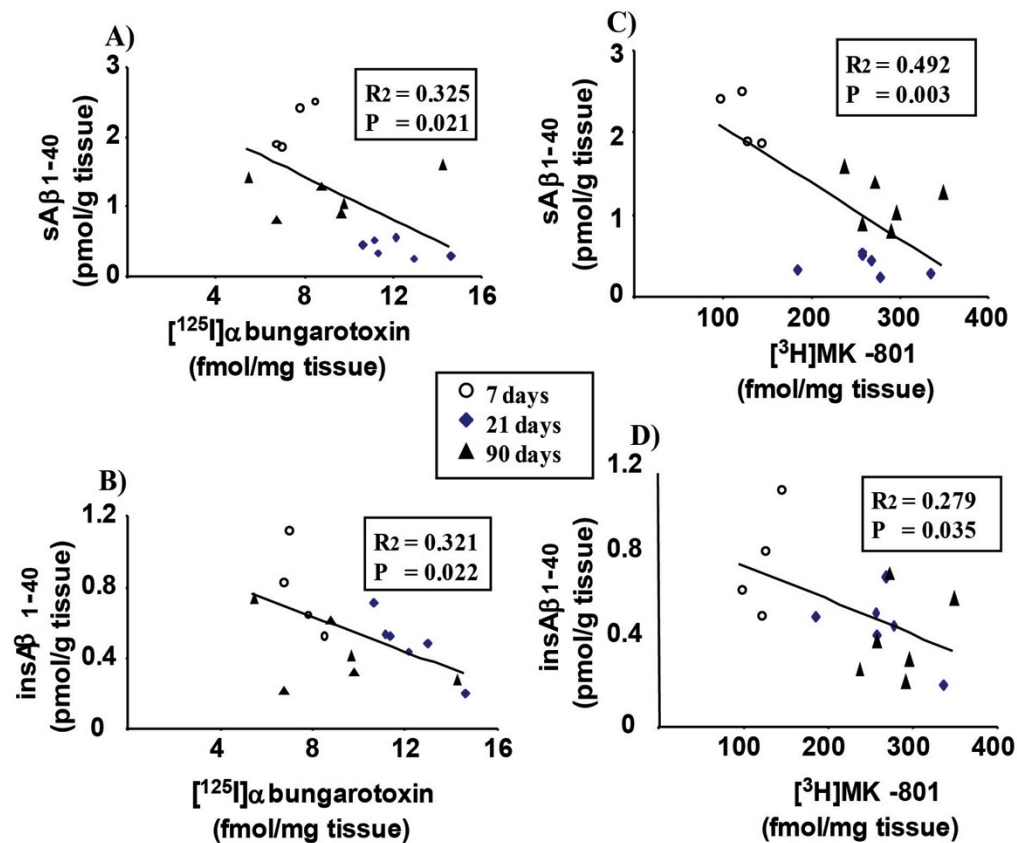 A)
3
2
1
0
sAβ1-40
(pmol/g tissue)
R2 = 0.325
P = 0.021
4 8 12 16
[¹²⁵I]α bungarotoxin
(fmol/mg tissue)
C)
3
2
1
0
sAβ1-40
(pmol/g tissue)
R2 = 0.492
P = 0.003
100 200 300 400
[³H]MK -801
(fmol/mg tissue)
7 days
21 days
90 days
B)
1.2
0.8
0.4
0
insAβ 1-40
(pmol/g tissue)
R2 = 0.321
P = 0.022
4 8 12 16
[¹²⁵I]α bungarotoxin
(fmol/mg tissue)
D)
1.2
0.8
0.4
0
insAβ1-40
(pmol/g tissue)
R2 = 0.279
P = 0.035
100 200 300 400
[³H]MK -801
(fmol/mg tissue)